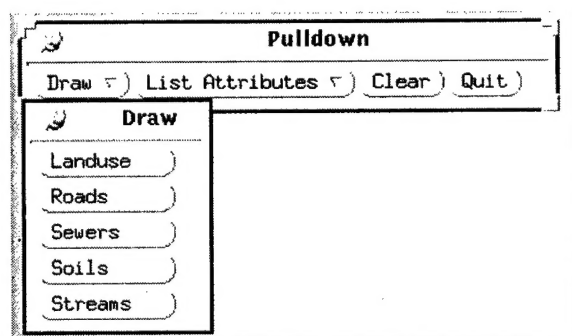 Pulldown
Draw List Attributes Clear Quit
Draw
Landuse
Roads
Sewers
Soils
Streams